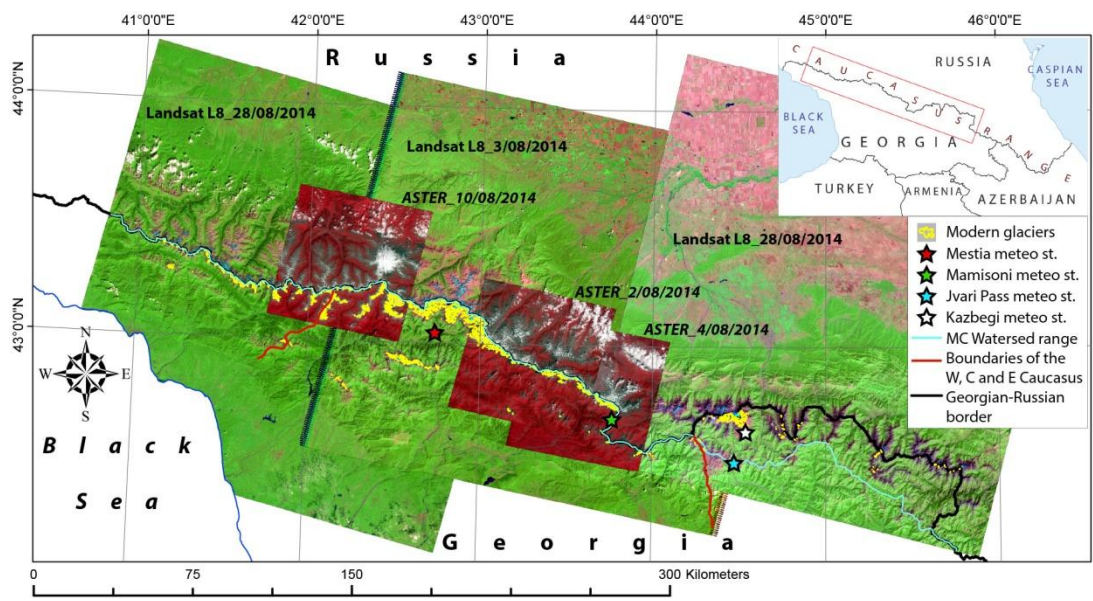 41°0'0"E
42°0'0"E
43°0'0"E
44°0'0"E
45°0'0"E
46°0'0"E
44°0'0"N
43°0'0"N
Russia
Landsat L8_28/08/2014
Landsat L8_3/08/2014
ASTER_10/08/2014
Landsat L8_28/08/2014
ASTER_2/08/2014
ASTER_4/08/2014
CAUCASUS RANGE
RUSSIA
CASPIAN
SEA
BLACK
SEA
GEORGIA
TURKEY
ARMENIA
AZERBAIJAN
Modern glaciers
Mestia meteo st.
Mamisoni meteo st.
Jvari Pass meteo st.
Kazbegi meteo st.
MC Watersed range
Boundaries of the
W, C and E Caucasus
Georgian-Russian
border
N
W
E
S
Black
Sea
Georgia
0
75
150
300 Kilometers